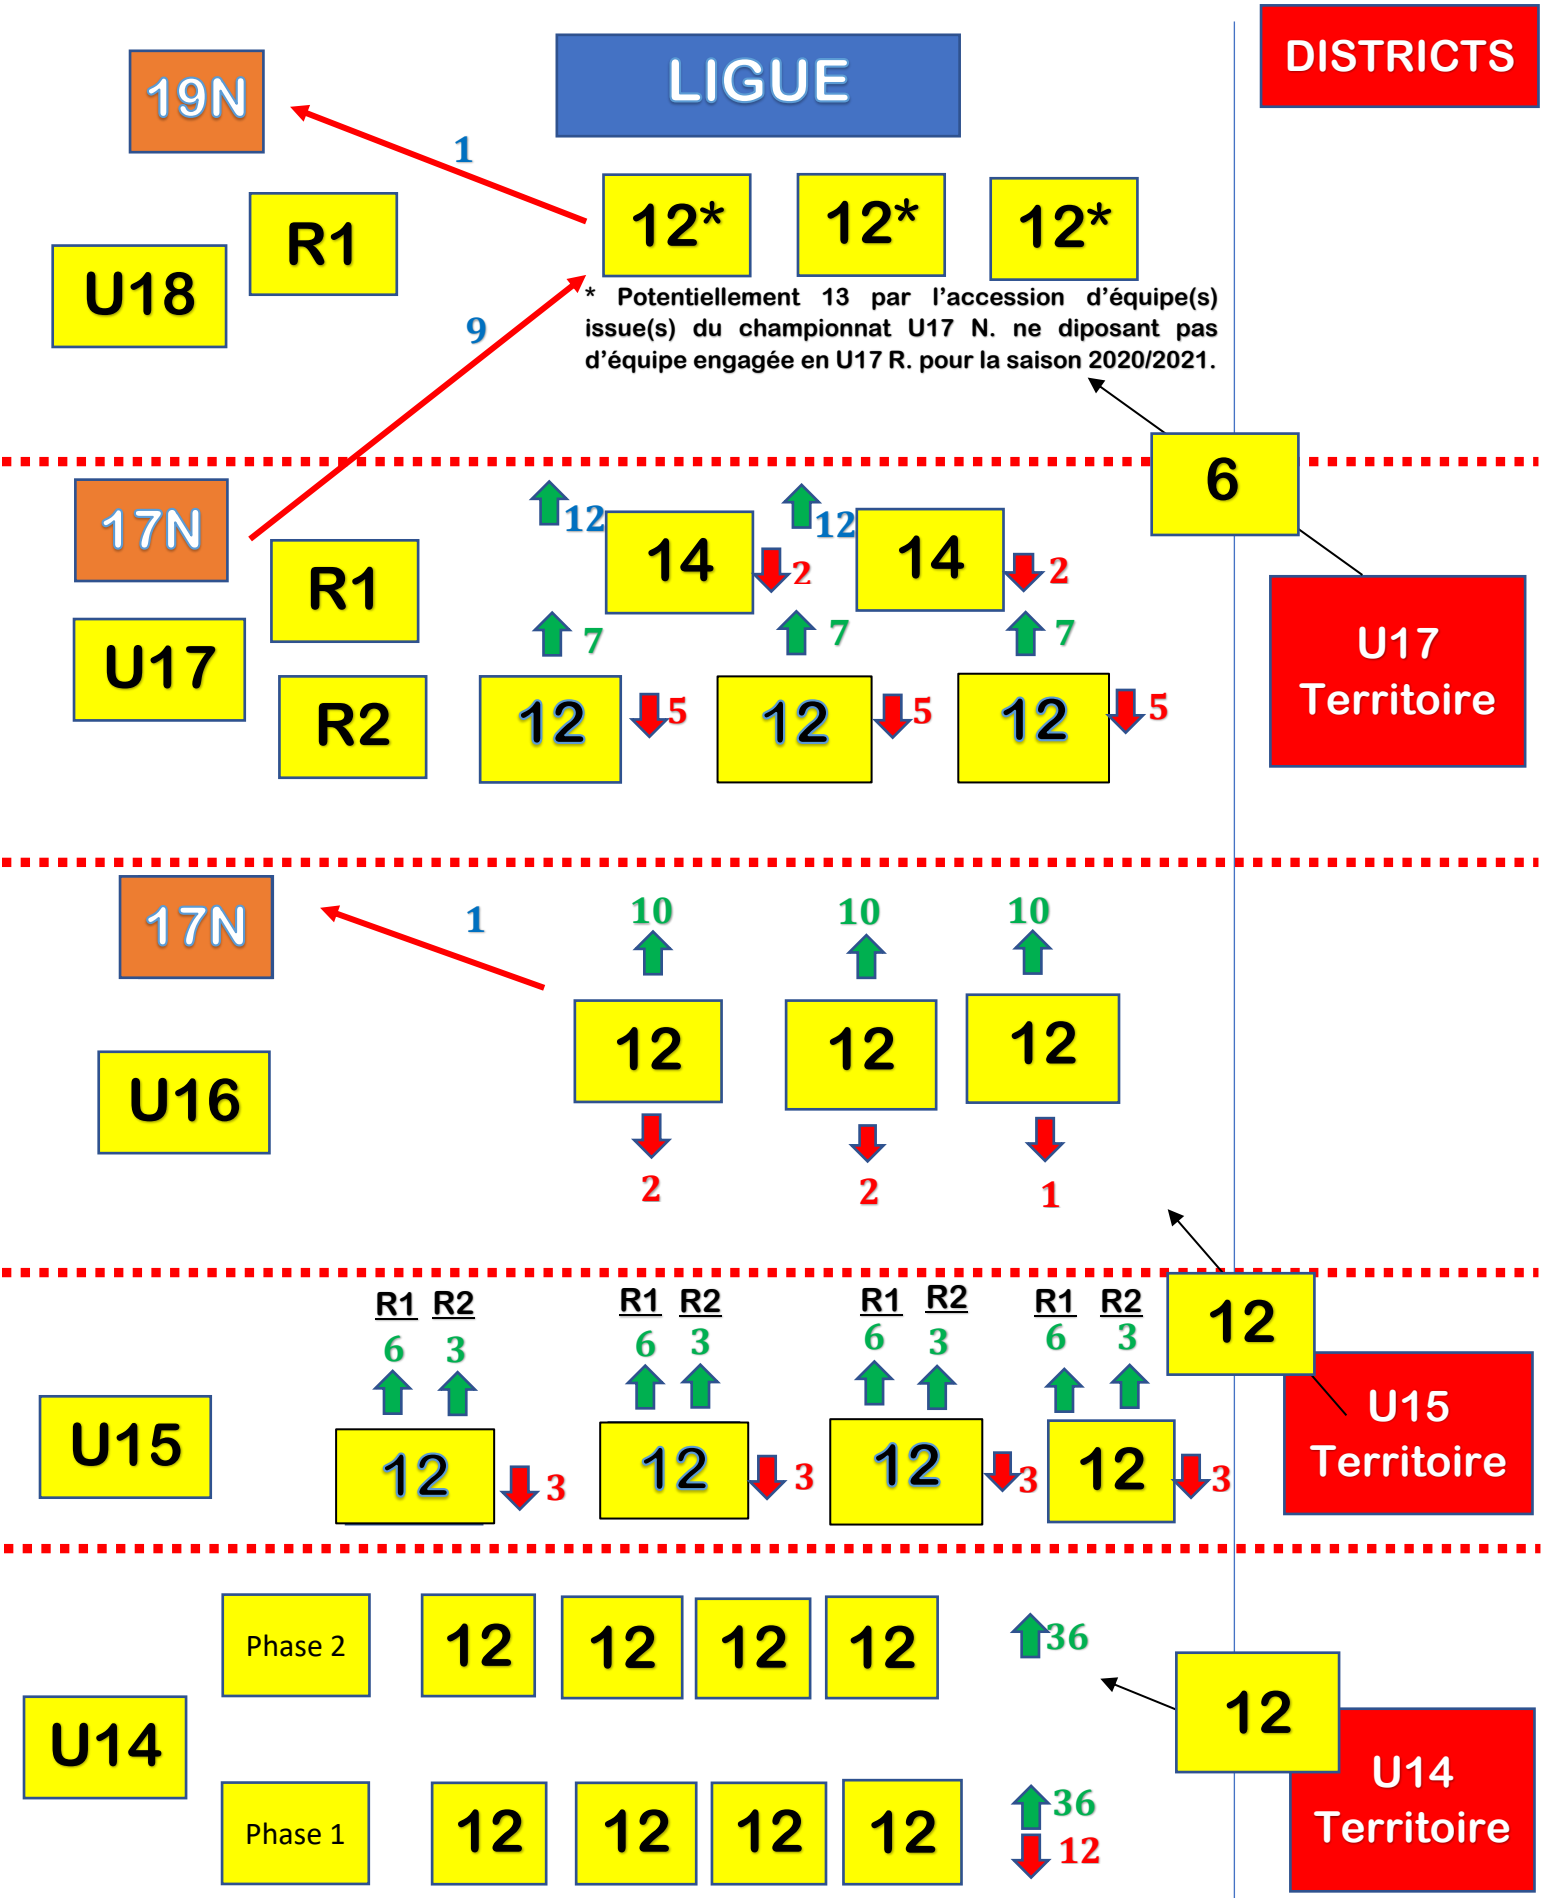 DISTRICTS
LIGUE
19N
1
12* 12* 12*
R1
U18
* Potentiellement 13 par l'accession d'équipe(s)
issue(s) du championnat U17 N. ne diposant pas
d'équipe engagée en U17 R. pour la saison 2020/2021.
9
6
17N
12 12
14 2 14 2
R1
7 7 7
U17
U17
Territoire
R2
12 5 12 5 12 5
17N
1
10 10 10
12 12 12
U16
2 2 1
R1 R2 R1 R2 R1 R2 R1 R2
6 3 6 3 6 3 6 3
12
U15
12 3 12 3 12 3 12 3
U15
Territoire
Phase 2
12 12 12 12
36
12
U14
U14
Territoire
Phase 1
12 12 12 12
36
12